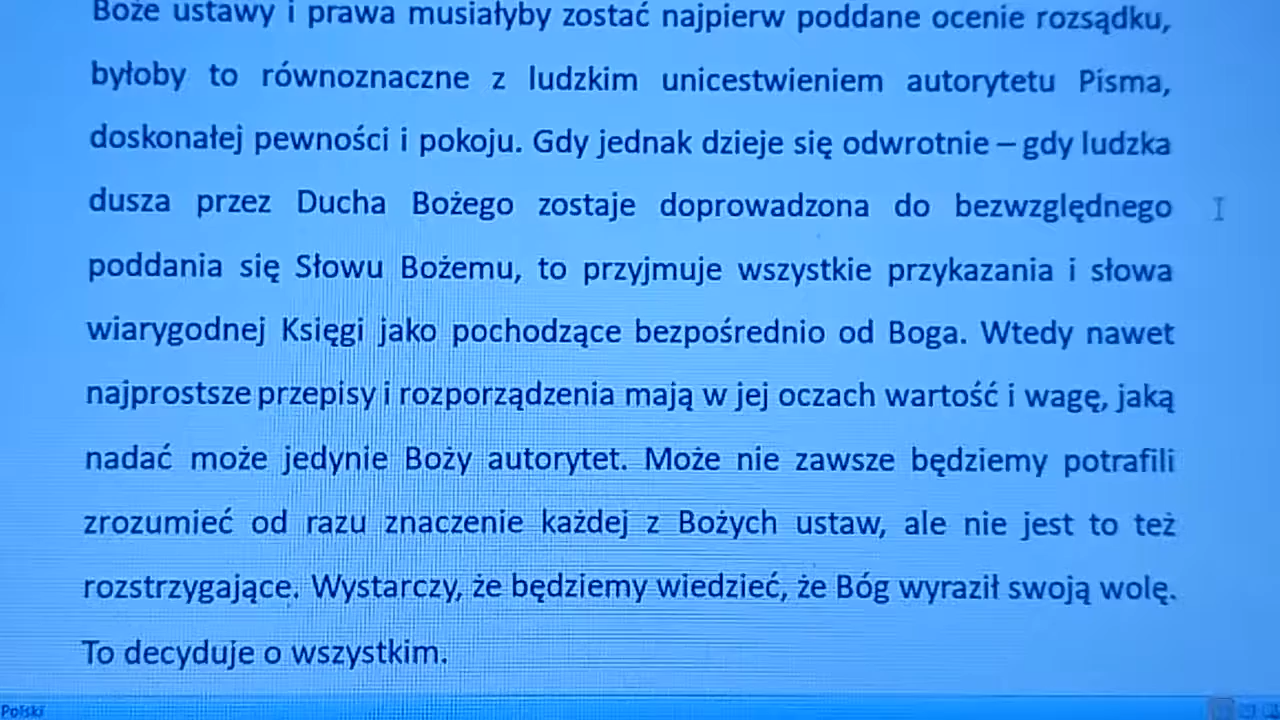 Boże ustawy i prawa musiałyby zostać najpierw poddane ocenie rozsądku,
byłoby to równoznaczne z ludzkim unicestwieniem autorytetu Pisma,
doskonałej pewności i pokoju. Gdy jednak dzieje się odwrotnie – gdy ludzka
dusza przez Ducha Bożego zostaje doprowadzona do bezwzględnego
poddania się Słowu Bożemu, to przyjmuje wszystkie przykazania i słowa
wiarygodnej Księgi jako pochodzące bezpośrednio od Boga. Wtedy nawet
najprostsze przepisy i rozporządzenia mają w jej oczach wartość i wagę, jaką
nadać może jedynie Boży autorytet. Może nie zawsze będziemy potrafili
zrozumieć od razu znaczenie każdej z Bożych ustaw, ale nie jest to też
rozstrzygające. Wystarczy, że będziemy wiedzieć, że Bóg wyraził swoją wolę.
To decyduje o wszystkim.
Polski